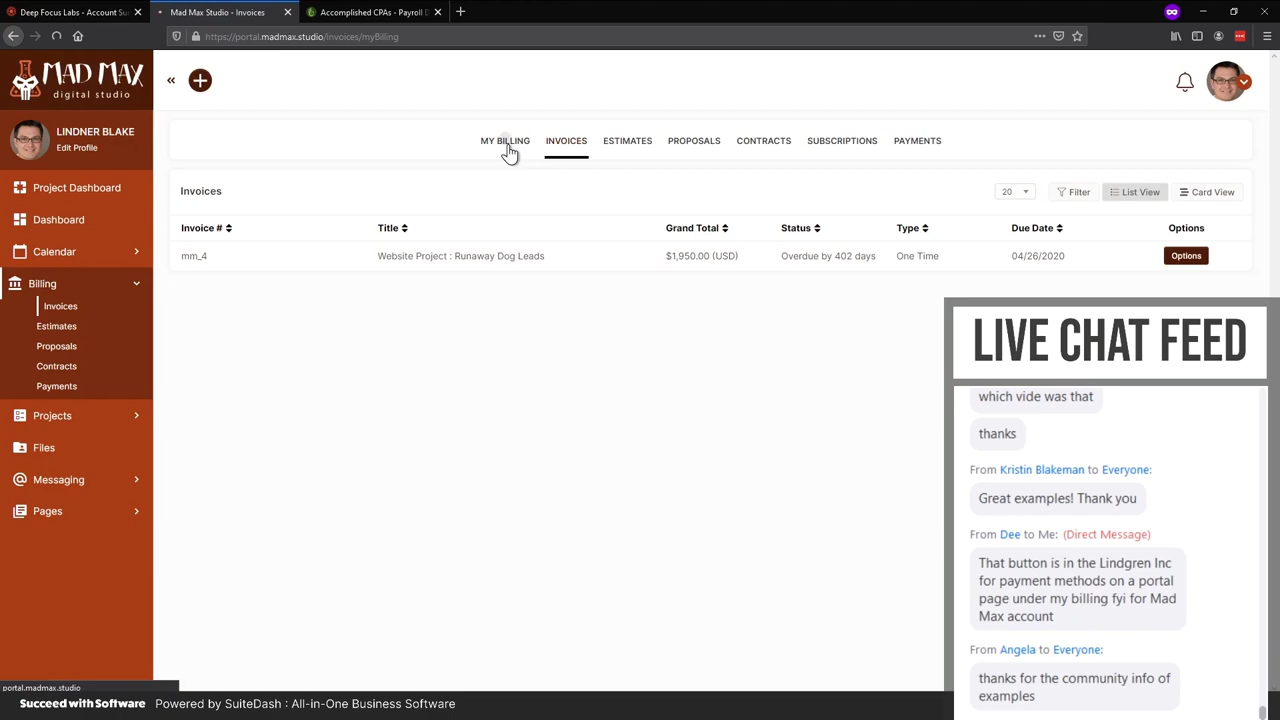 Deep Focus Labs - Account Sur
Mad Max Studio - Invoices
Accomplished CPAs - Payroll D
https://portal.madmax.studio/invoices/myBilling
MAD MAX
digital studio
LINDNER BLAKE
Edit Profile
Project Dashboard
Dashboard
Calendar
Billing
Invoices
Estimates
Proposals
Contracts
Payments
Projects
Files
Messaging
Pages
MY BILLING INVOICES ESTIMATES PROPOSALS CONTRACTS SUBSCRIPTIONS PAYMENTS
Invoices
20 Filter List View Card View
Invoice # Title Grand Total Status Type Due Date Options
mm_4 Website Project : Runaway Dog Leads $1,950.00 (USD) Overdue by 402 days One Time 04/26/2020 Options
LIVE CHAT FEED
which vide was that
thanks
From Kristin Blakeman to Everyone:
Great examples! Thank you
From Dee to Me: (Direct Message)
That button is in the Lindgren Inc
for payment methods on a portal
page under my billing fyi for Mad
Max account
From Angela to Everyone:
thanks for the community info of
examples
portal.madmax.studio
Succeed with Software Powered by SuiteDash : All-in-One Business Software